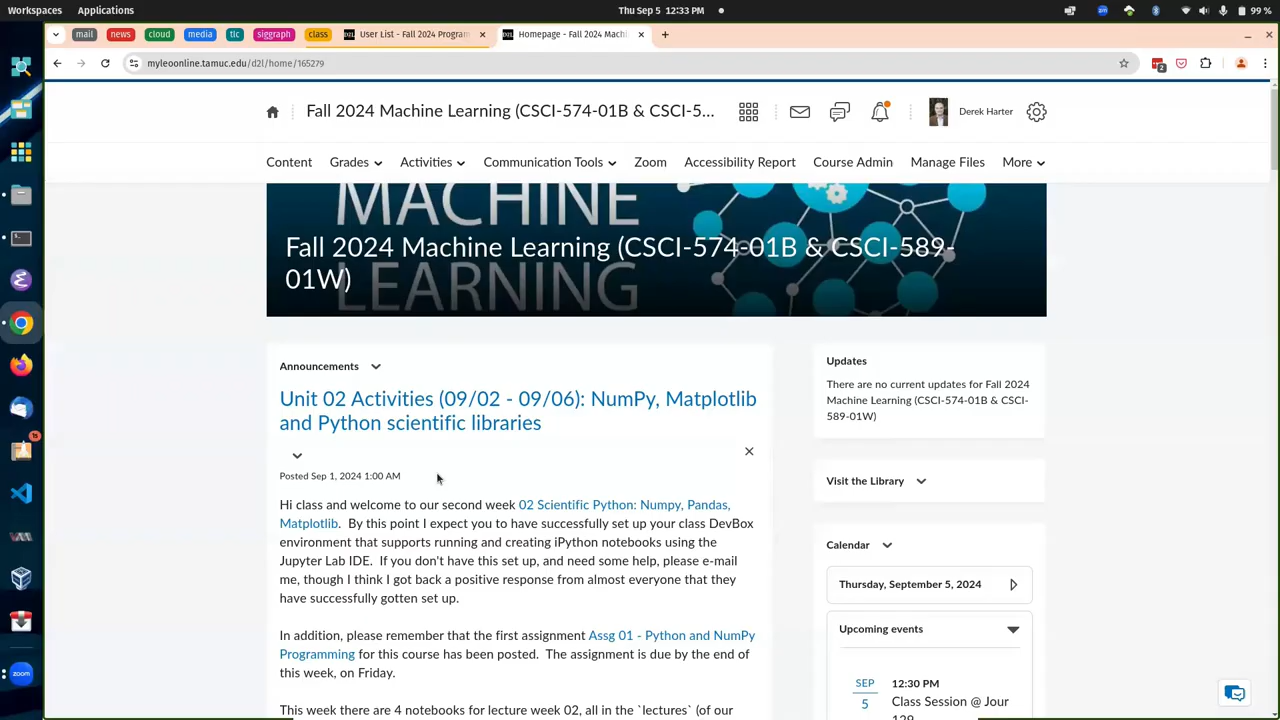 Workspaces Applications Thu Sep 5 12:33 PM 99 %
mail news cloud media tlc siggraph class User List - Fall 2024 Program Homepage - Fall 2024 Machi
myleoonline.tamuc.edu/d2l/home/165279
Fall 2024 Machine Learning (CSCI-574-01B & CSCI-5... Derek Harter
Content Grades Activities Communication Tools Zoom Accessibility Report Course Admin Manage Files More
MACHINE
LEARNING
Fall 2024 Machine Learning (CSCI-574-01B & CSCI-589-
01W)
Announcements
Unit 02 Activities (09/02 - 09/06): NumPy, Matplotlib
and Python scientific libraries
Posted Sep 1, 2024 1:00 AM
Hi class and welcome to our second week 02 Scientific Python: Numpy, Pandas,
Matplotlib. By this point I expect you to have successfully set up your class DevBox
environment that supports running and creating iPython notebooks using the
Jupyter Lab IDE. If you don't have this set up, and need some help, please e-mail
me, though I think I got back a positive response from almost everyone that they
have successfully gotten set up.
In addition, please remember that the first assignment Assg 01 - Python and NumPy
Programming for this course has been posted. The assignment is due by the end of
this week, on Friday.
This week there are 4 notebooks for lecture week 02, all in the `lectures` (of our
Updates
There are no current updates for Fall 2024
Machine Learning (CSCI-574-01B & CSCI-
589-01W)
Visit the Library
Calendar
Thursday, September 5, 2024
Upcoming events
SEP 12:30 PM
5 Class Session @ Jour
129
zoom